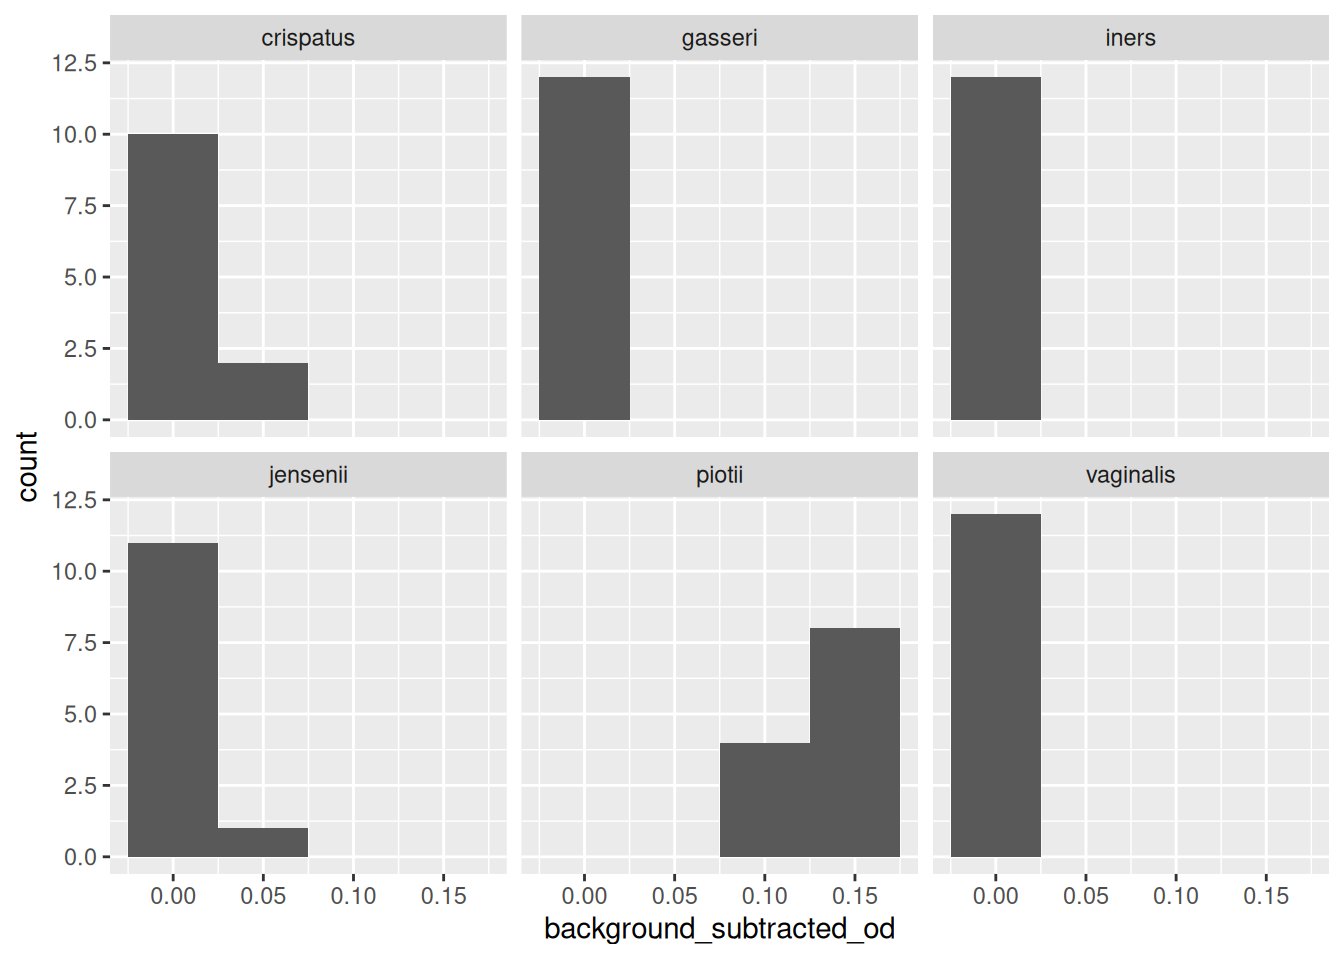 crispatus gasseri iners
12.5
10.0
7.5
5.0
2.5
0.0
count
jensenii piotii vaginalis
12.5
10.0
7.5
5.0
2.5
0.0
0.00 0.05 0.10 0.15 0.00 0.05 0.10 0.15 0.00 0.05 0.10 0.15
background_subtracted_od